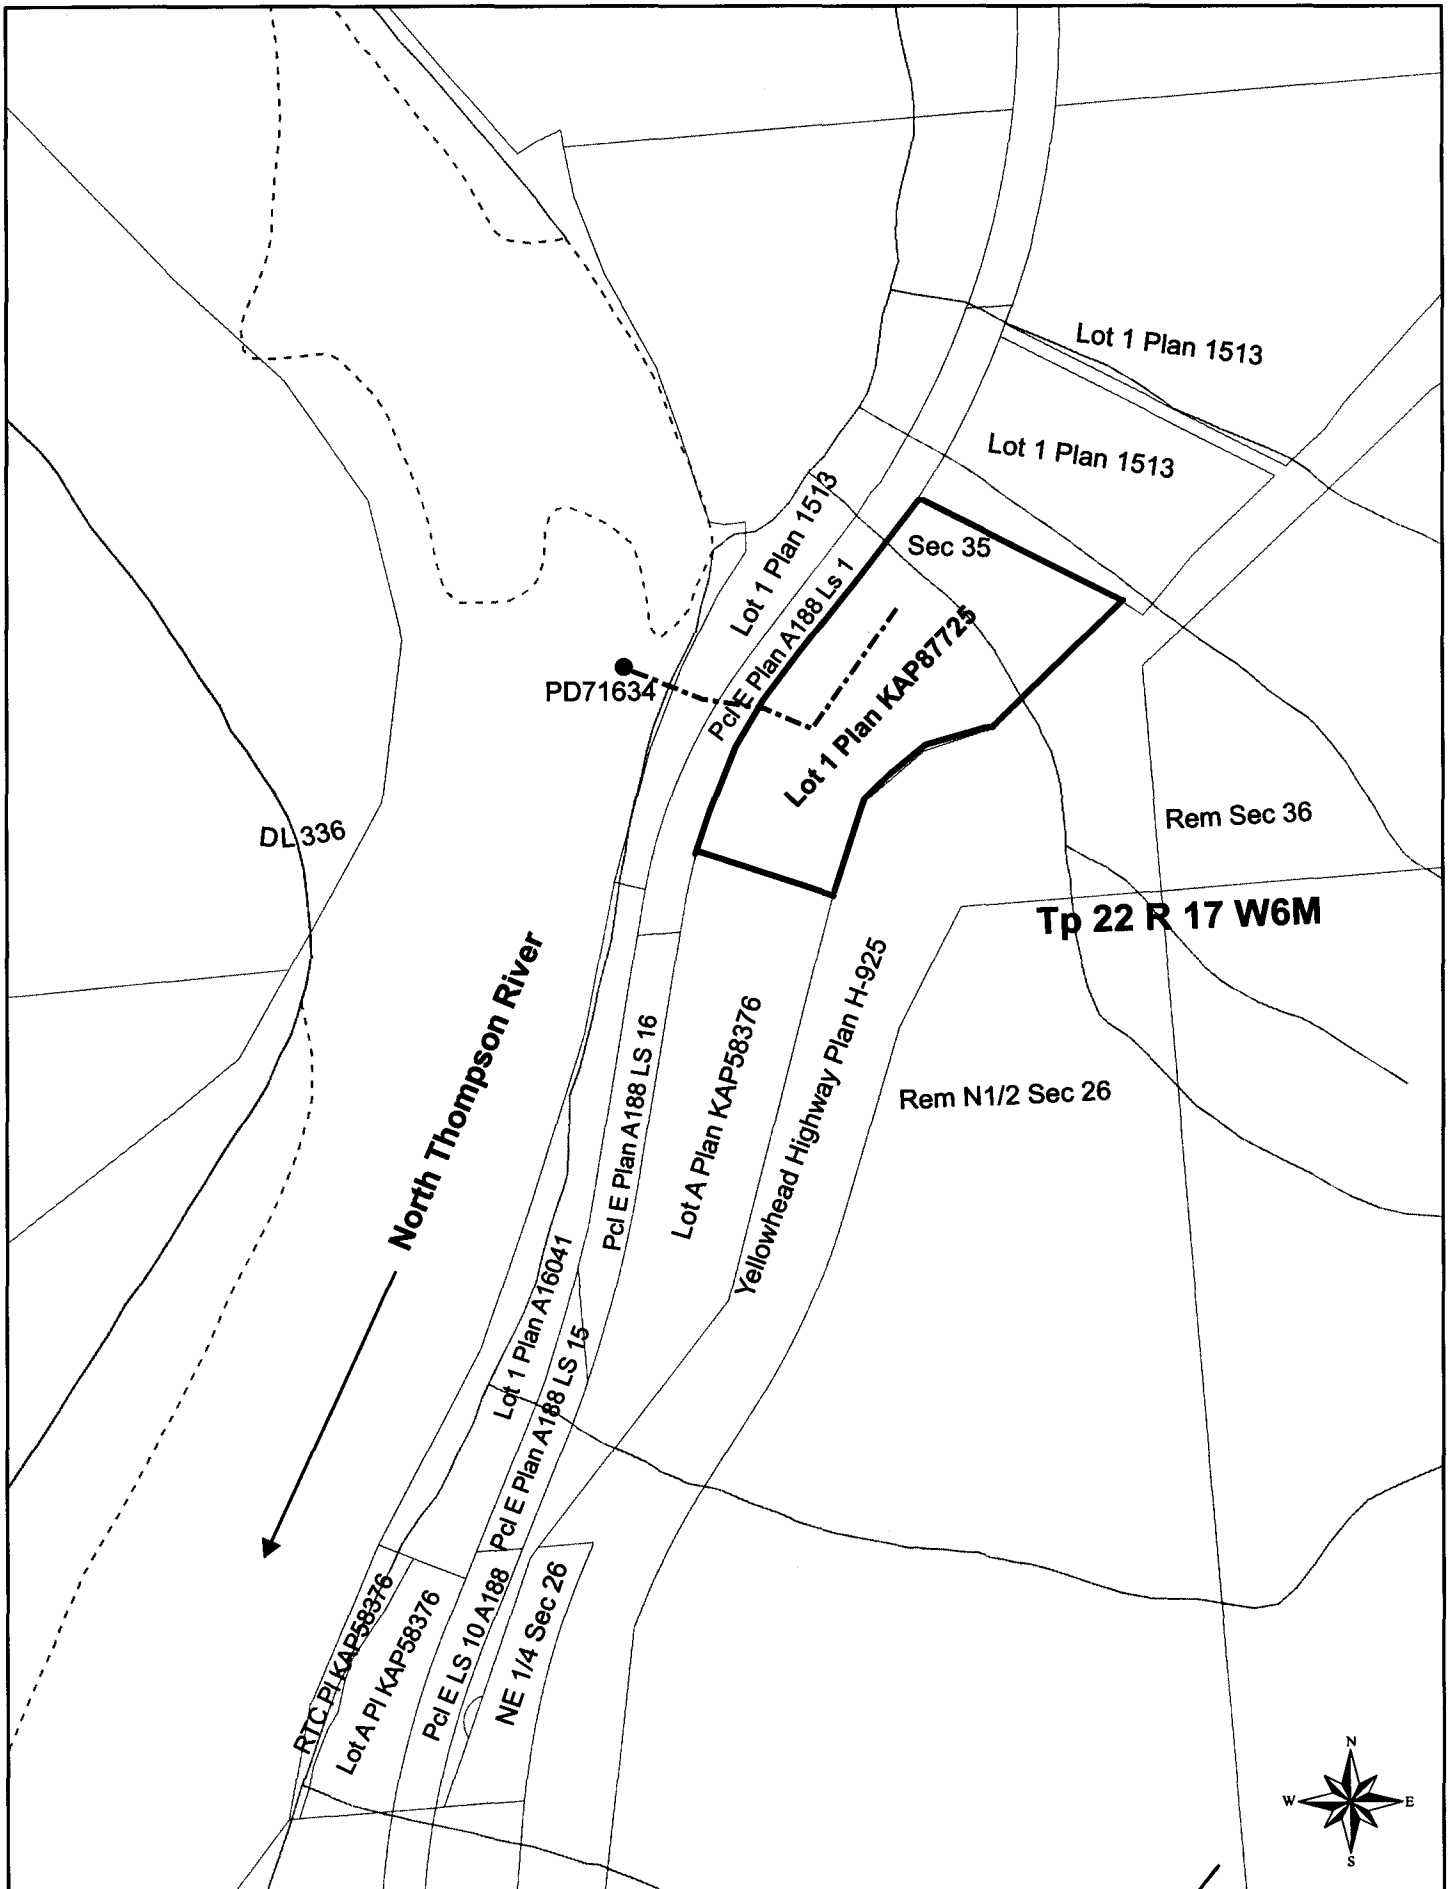 Lot 1 Plan 1513
Lot 1 Plan 1513
Lot 1 Plan 1513
Sec 35
Pcl E Plan A188 Ls 1
Lot 1 Plan KAP87725
PD71634
DL 336
Rem Sec 36
Tp 22 R 17 W6M
North Thompson River
Pcl E Plan A188 LS 16
Lot A Plan KAP58376
Yellowhead Highway Plan H-925
Rem N1/2 Sec 26
Lot 1 Plan A16041
Pcl E Plan A188 LS 15
RTC Pl KAP58376
Lot A Pl KAP58376
Pcl E LS 10 A188
NE 1/4 Sec 26
N
W E
S